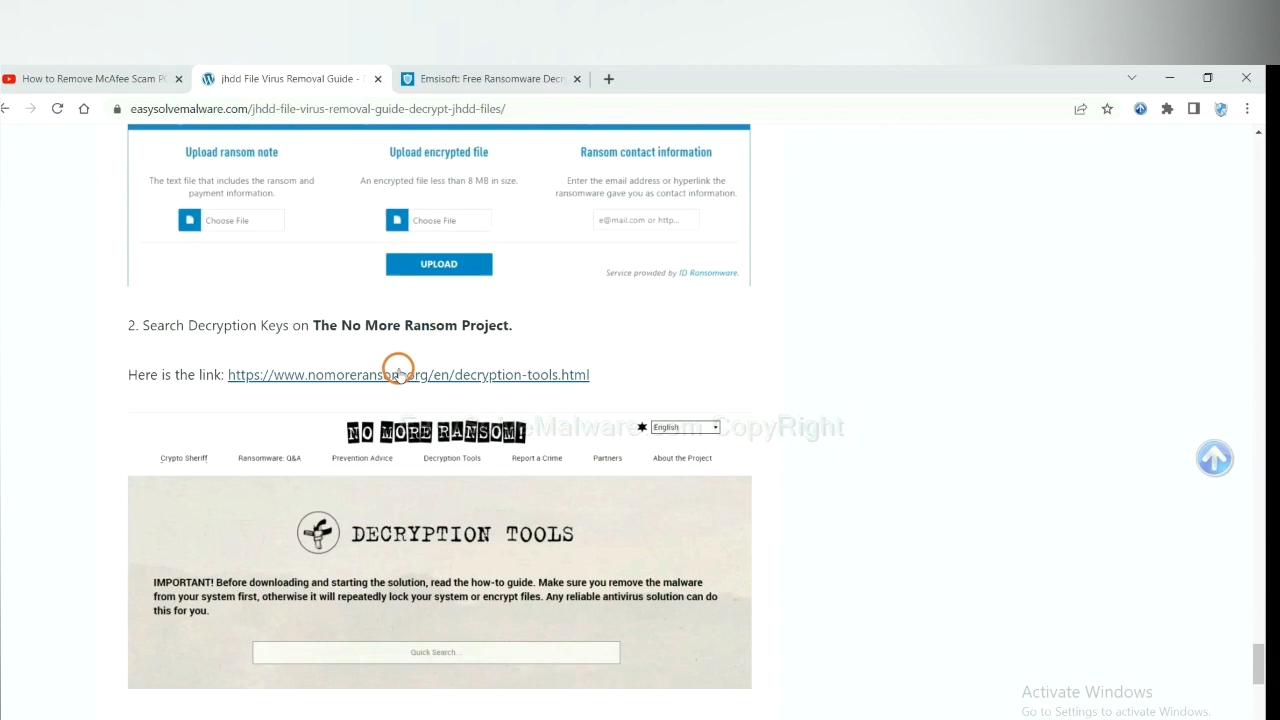 How to Remove McAfee Scam P
jhdd File Virus Removal Guide -
Emsisoft: Free Ransomware Decr
easysolvemalware.com/jhdd-file-virus-removal-guide-decrypt-jhdd-files/
Upload ransom note
Upload encrypted file
Ransom contact information
The text file that includes the ransom and payment information.
An encrypted file less than 8 MB in size.
Enter the email address or hyperlink the ransomware gave you as contact information.
Choose File
Choose File
e@mail.com or http...
UPLOAD
Service provided by ID Ransomware.
2. Search Decryption Keys on The No More Ransom Project.
Here is the link: https://www.nomoreransom.org/en/decryption-tools.html
NO MORE RANSOM!
English
Malware.com CopyRight
Crypto Sheriff
Ransomware: Q&A
Prevention Advice
Decryption Tools
Report a Crime
Partners
About the Project
DECRYPTION TOOLS
IMPORTANT! Before downloading and starting the solution, read the how-to guide. Make sure you remove the malware
from your system first, otherwise it will repeatedly lock your system or encrypt files. Any reliable antivirus solution can do
this for you.
Quick Search...
Activate Windows
Go to Settings to activate Windows.